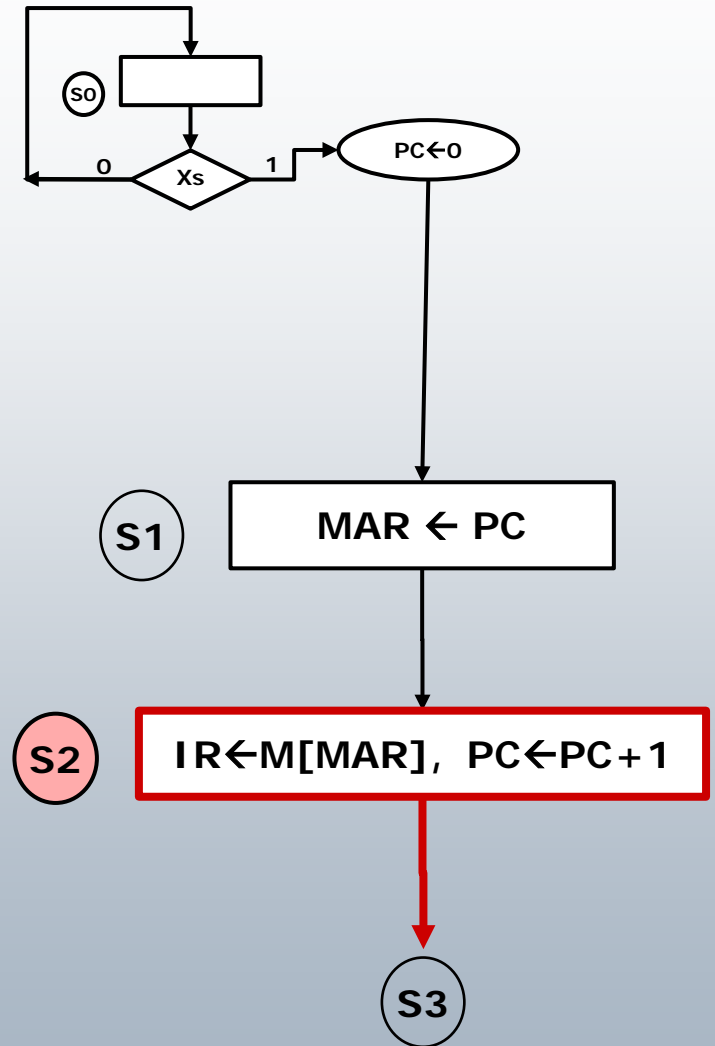 S0
0
Xs
1
PC←0
S1
MAR ← PC
S2
IR←M[MAR], PC←PC+1
S3